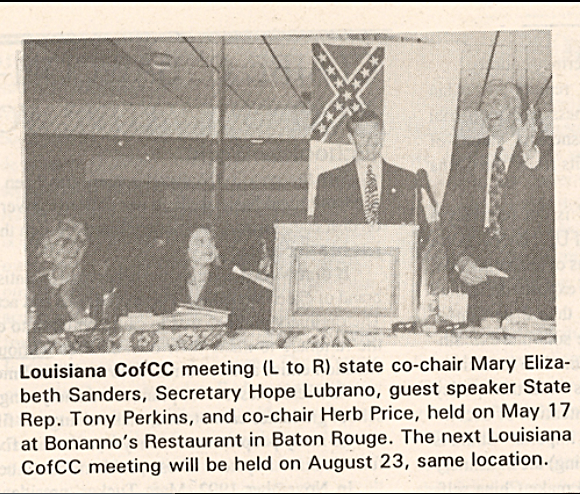 Louisiana CofCC meeting (L to R) state co-chair Mary Eliza-
beth Sanders, Secretary Hope Lubrano, guest speaker State
Rep. Tony Perkins, and co-chair Herb Price, held on May 17
at Bonanno's Restaurant in Baton Rouge. The next Louisiana
CofCC meeting will be held on August 23, same location.